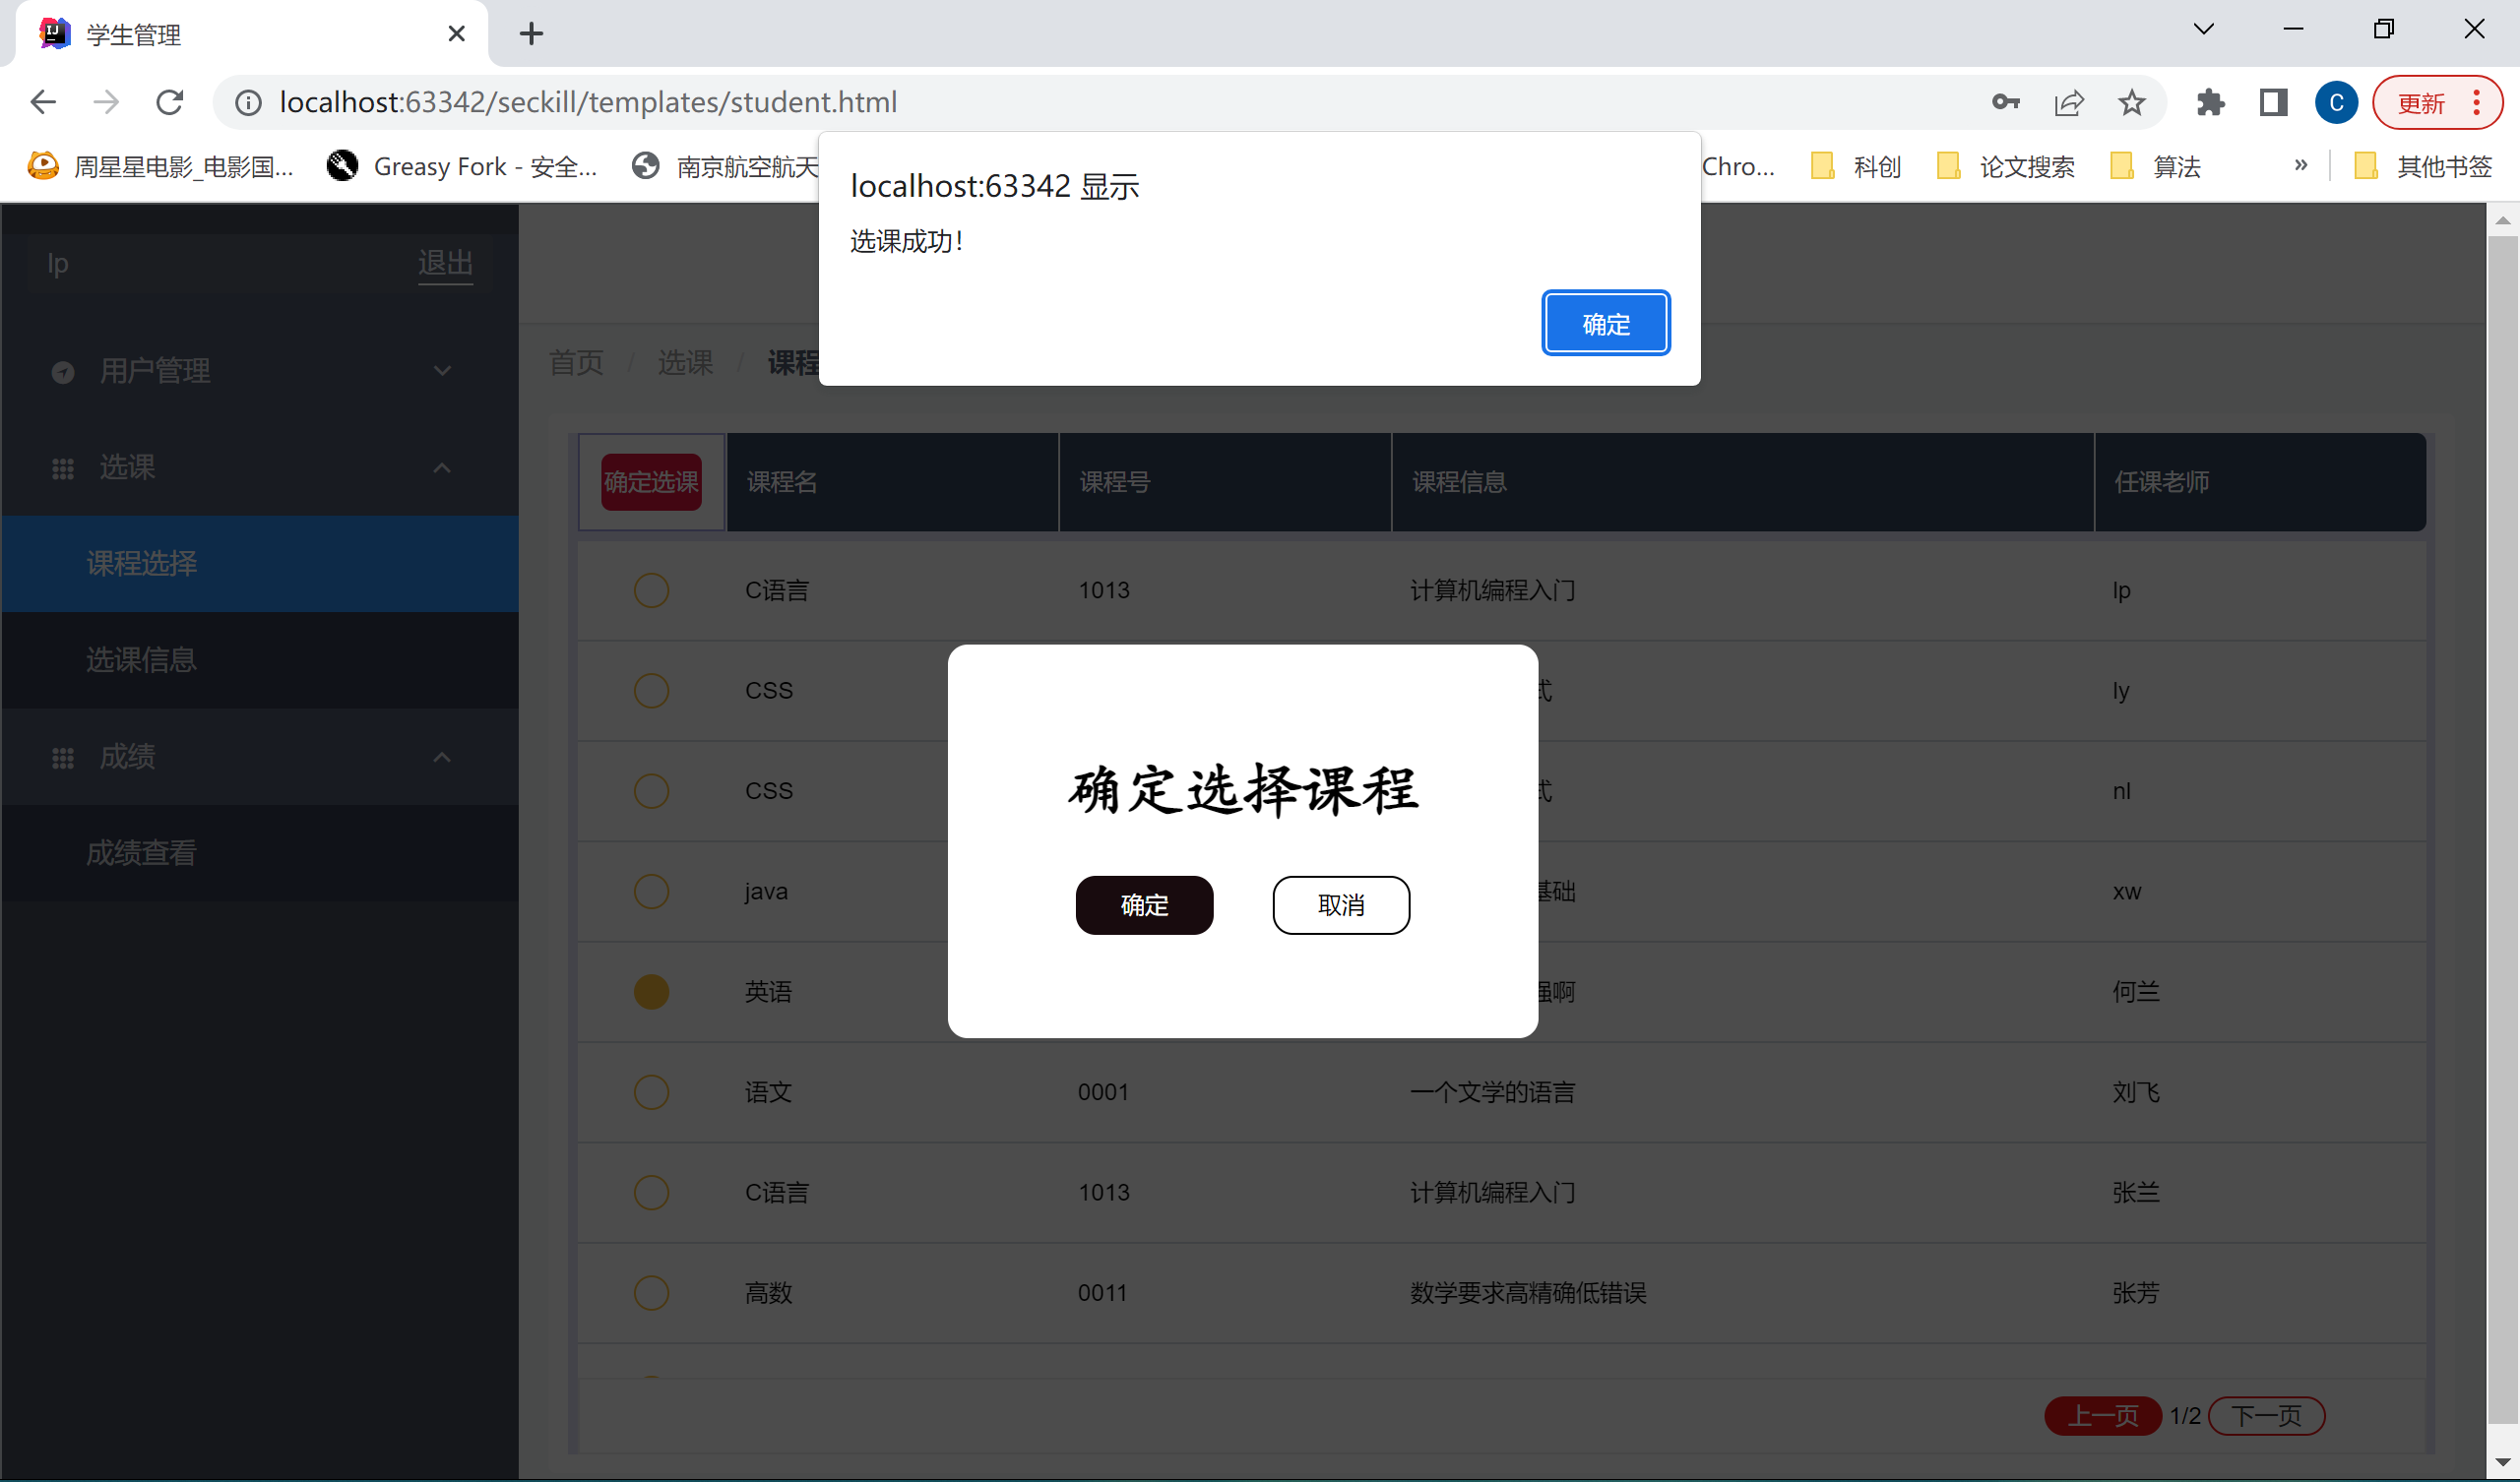 学生管理
localhost:63342/seckill/templates/student.html
C
更新
周星星电影_电影国...
Greasy Fork - 安全...
南京航空航天
Chro...
科创
论文搜索
算法
»
其他书签
localhost:63342 显示
选课成功!
确定
lp
退出
用户管理
选课
课程选择
选课信息
成绩
成绩查看
首页 / 选课 / 课程
确定选课 课程名 课程号 课程信息 任课老师
C语言 1013 计算机编程入门 lp
CSS 式 ly
CSS 式 nl
java 基础 xw
英语 强啊 何兰
语文 0001 一个文学的语言 刘飞
C语言 1013 计算机编程入门 张兰
高数 0011 数学要求高精确低错误 张芳
确定选择课程
确定 取消
上一页 1/2 下一页